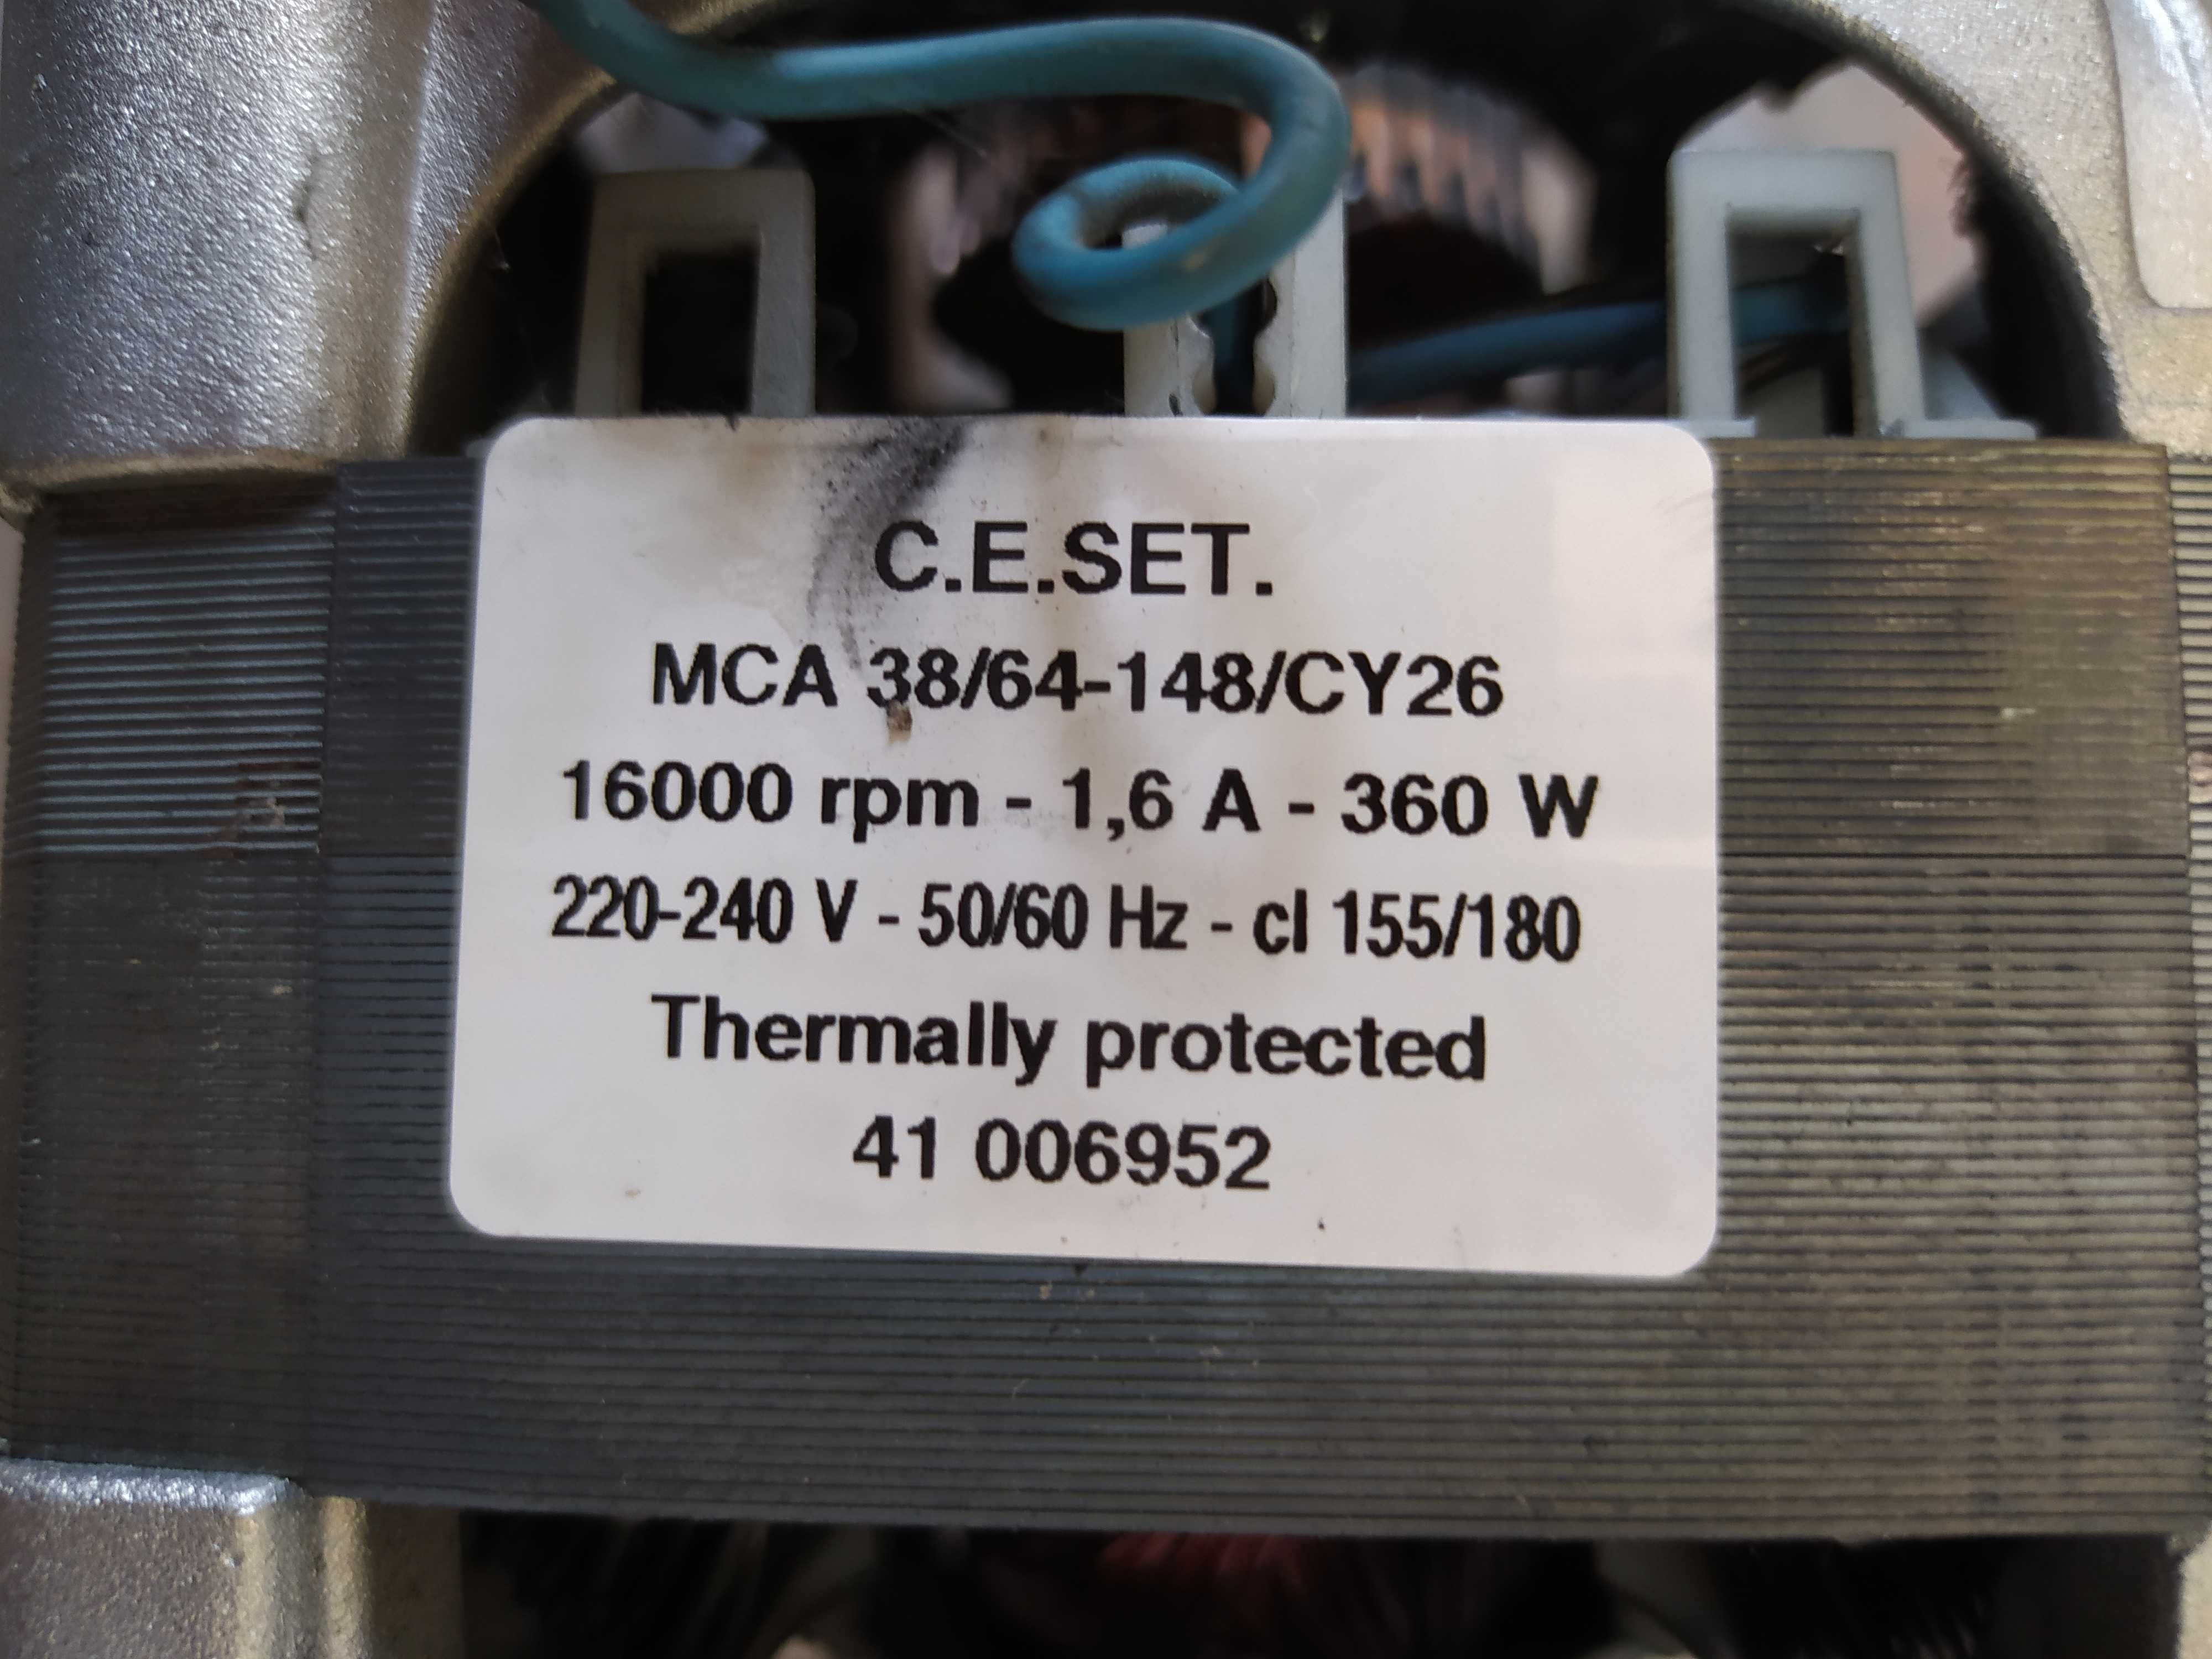 C.E.SET.
MCA 38/64-148/CY26
16000 rpm - 1,6 A - 360 W
220-240 V - 50/60 Hz - cl 155/180
Thermally protected
41 006952